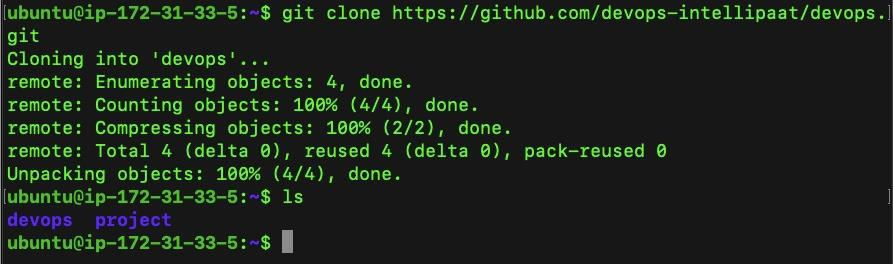 ubuntu@ip-172-31-33-5:~$ git clone https://github.com/devops-intellipaat/devops.
git
Cloning into 'devops'...
remote: Enumerating objects: 4, done.
remote: Counting objects: 100% (4/4), done.
remote: Compressing objects: 100% (2/2), done.
remote: Total 4 (delta 0), reused 4 (delta 0), pack-reused 0
Unpacking objects: 100% (4/4), done.
ubuntu@ip-172-31-33-5:~$ ls
devops  project
ubuntu@ip-172-31-33-5:~$